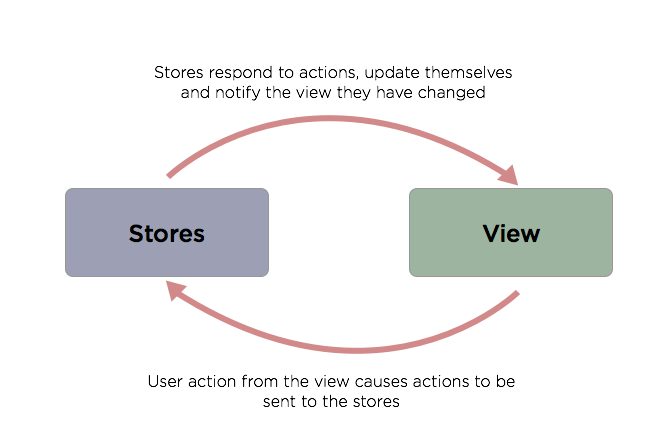 Stores respond to actions, update themselves
and notify the view they have changed
Stores
View
User action from the view causes actions to be
sent to the stores